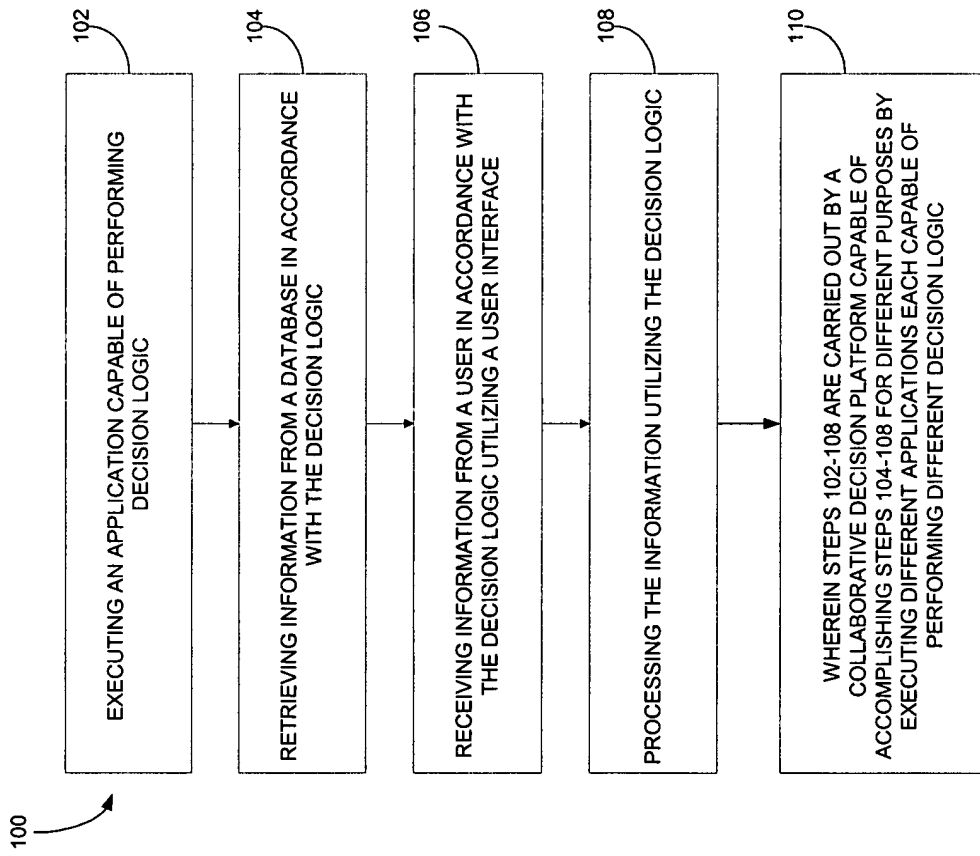 100
102
EXECUTING AN APPLICATION CAPABLE OF PERFORMING
DECISION LOGIC
104
RETRIEVING INFORMATION FROM A DATABASE IN ACCORDANCE
WITH THE DECISION LOGIC
106
RECEIVING INFORMATION FROM A USER IN ACCORDANCE WITH
THE DECISION LOGIC UTILIZING A USER INTERFACE
108
PROCESSING THE INFORMATION UTILIZING THE DECISION LOGIC
110
WHEREIN STEPS 102-108 ARE CARRIED OUT BY A
COLLABORATIVE DECISION PLATFORM CAPABLE OF
ACCOMPLISHING STEPS 104-108 FOR DIFFERENT PURPOSES BY
EXECUTING DIFFERENT APPLICATIONS EACH CAPABLE OF
PERFORMING DIFFERENT DECISION LOGIC